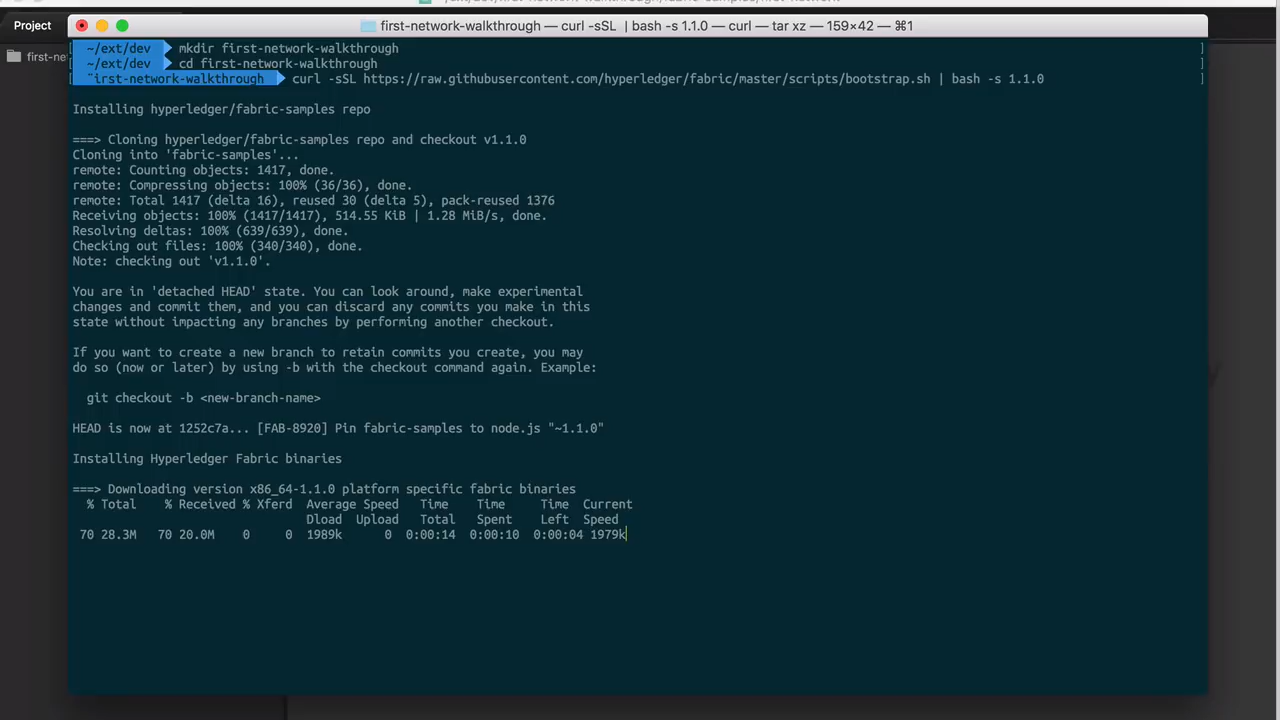 Project
first-network-walkthrough — curl -sSL | bash -s 1.1.0 — curl — tar xz — 159×42 — ⌘1
first-net
~/ext/dev mkdir first-network-walkthrough
~/ext/dev cd first-network-walkthrough
irst-network-walkthrough curl -sSL https://raw.githubusercontent.com/hyperledger/fabric/master/scripts/bootstrap.sh | bash -s 1.1.0
Installing hyperledger/fabric-samples repo
===> Cloning hyperledger/fabric-samples repo and checkout v1.1.0
Cloning into 'fabric-samples'...
remote: Counting objects: 1417, done.
remote: Compressing objects: 100% (36/36), done.
remote: Total 1417 (delta 16), reused 30 (delta 5), pack-reused 1376
Receiving objects: 100% (1417/1417), 514.55 KiB | 1.28 MiB/s, done.
Resolving deltas: 100% (639/639), done.
Checking out files: 100% (340/340), done.
Note: checking out 'v1.1.0'.
You are in 'detached HEAD' state. You can look around, make experimental
changes and commit them, and you can discard any commits you make in this
state without impacting any branches by performing another checkout.
If you want to create a new branch to retain commits you create, you may
do so (now or later) by using -b with the checkout command again. Example:
git checkout -b <new-branch-name>
HEAD is now at 1252c7a... [FAB-8920] Pin fabric-samples to node.js "~1.1.0"
Installing Hyperledger Fabric binaries
===> Downloading version x86_64-1.1.0 platform specific fabric binaries
% Total % Received % Xferd Average Speed Time Time Time Current
Dload Upload Total Spent Left Speed
70 28.3M 70 20.0M 0 0 1989k 0 0:00:14 0:00:10 0:00:04 1979k